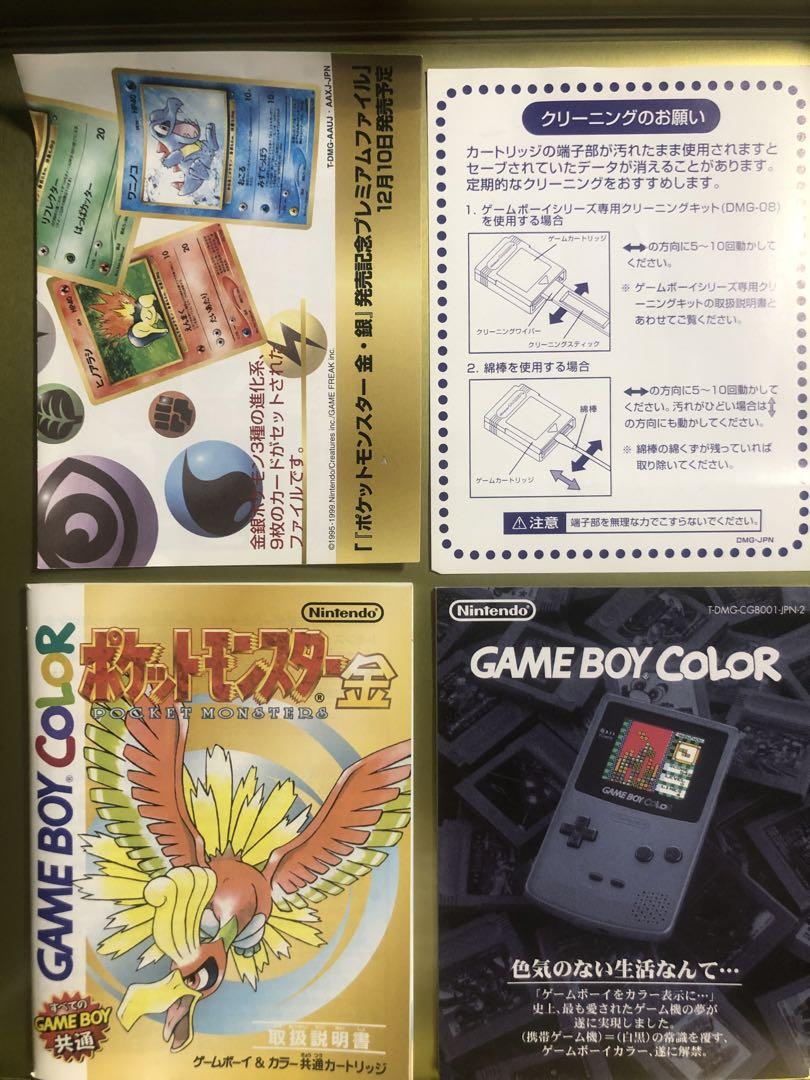 T-DMG-AAUJ・AAXJ-JPN
「『ポケットモンスター 金・銀』発売記念プレミアムファイル」
12月10日発売予定
ワニノコ
HP40
おこる
みずでっぽう
リフレクター
はっぱカッター
20
ヒノアラシ
HP40
えんまく
たいあたり
10
20
金銀ポケモン3種の進化系、
9枚のカードがセットされた
ファイルです。
©1995-1999.Nintendo/Creatures inc./GAME FREAK inc.
クリーニングのお願い
カートリッジの端子部が汚れたまま使用されますと
セーブされていたデータが消えることがあります。
定期的なクリーニングをおすすめします。
1. ゲームボーイシリーズ専用クリーニングキット(DMG-08)
を使用する場合
ゲームカートリッジ
クリーニングワイパー
クリーニングスティック
の方向に5〜10回動かして
ください。
※ ゲームボーイシリーズ専用クリ
ーニングキットの取扱説明書と
あわせてご覧ください。
2. 綿棒を使用する場合
綿棒
ゲームカートリッジ
の方向に5〜10回動かして
ください。汚れがひどい場合は
の方向にも動かしてください。
※ 綿棒の綿くずが残っていれば
取り除いてください。
注意 端子部を無理な力でこすらないでください。
DMG-JPN
GAME BOY COLOR
Nintendo
ポケットモンスター 金
POCKET MONSTERS
すべての
GAME BOY
共通
取扱説明書
ゲームボーイ & カラー共通カートリッジ
Nintendo
T-DMG-CGB001-JPN-2
GAME BOY COLOR
GAME BOY COLOR
色気のない生活なんて…
「ゲームボーイをカラー表示に…」
史上、最も愛されたゲーム機の夢が
遂に実現しました。
(携帯ゲーム機)=(白黒)の常識を覆す、
ゲームボーイカラー、遂に解禁。